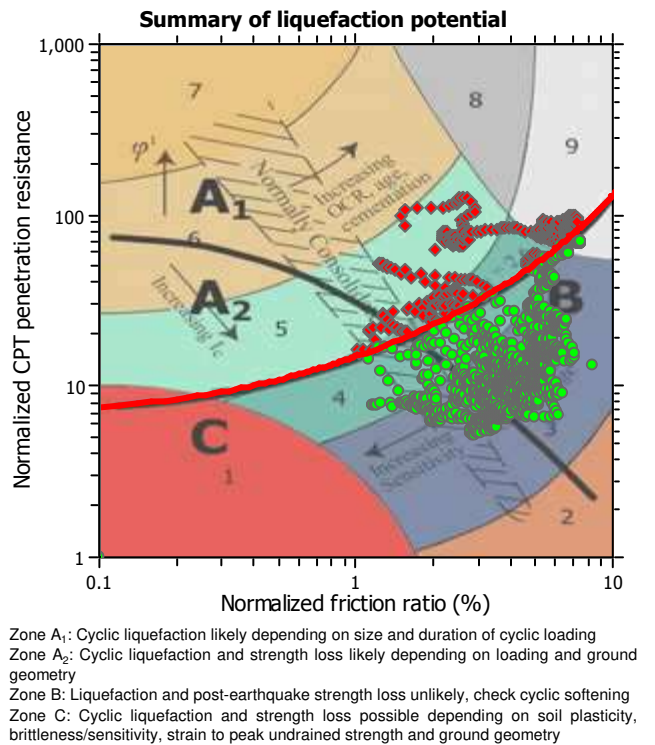 Summary of liquefaction potential
1,000
7
8
φ'
9
A1
Normally Consolidated
Increasing
OCR, age,
cementation
100
6
A2
Increasing Ic
B
5
10
4
C
Increasing
Sensitivity
3
1
2
1
0.1
1
10
Normalized CPT penetration resistance
Normalized friction ratio (%)
Zone A1: Cyclic liquefaction likely depending on size and duration of cyclic loading
Zone A2: Cyclic liquefaction and strength loss likely depending on loading and ground
geometry
Zone B: Liquefaction and post-earthquake strength loss unlikely, check cyclic softening
Zone C: Cyclic liquefaction and strength loss possible depending on soil plasticity,
brittleness/sensitivity, strain to peak undrained strength and ground geometry